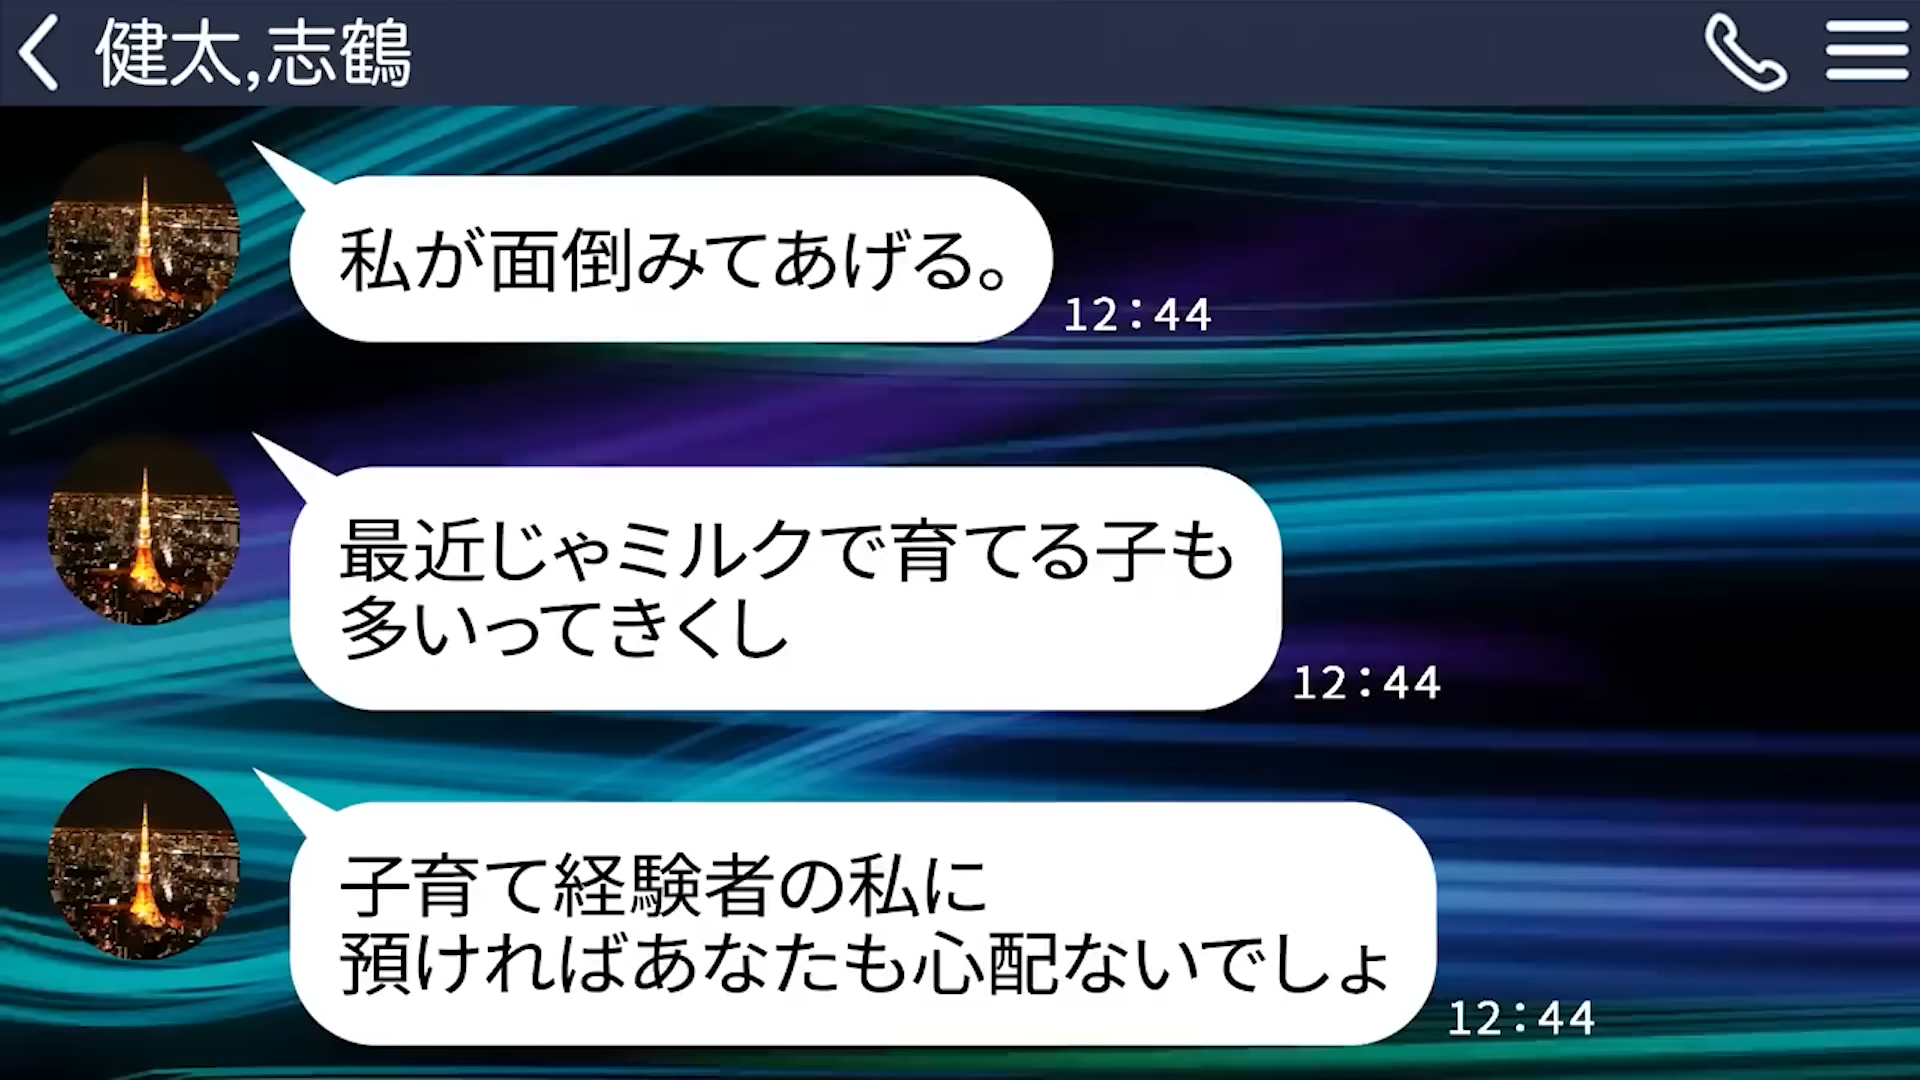 健太,志鶴
私が面倒みてあげる。
12:44
最近じゃミルクで育てる子も
多いってきくし
12:44
子育て経験者の私に
預ければあなたも心配ないでしょ
12:44